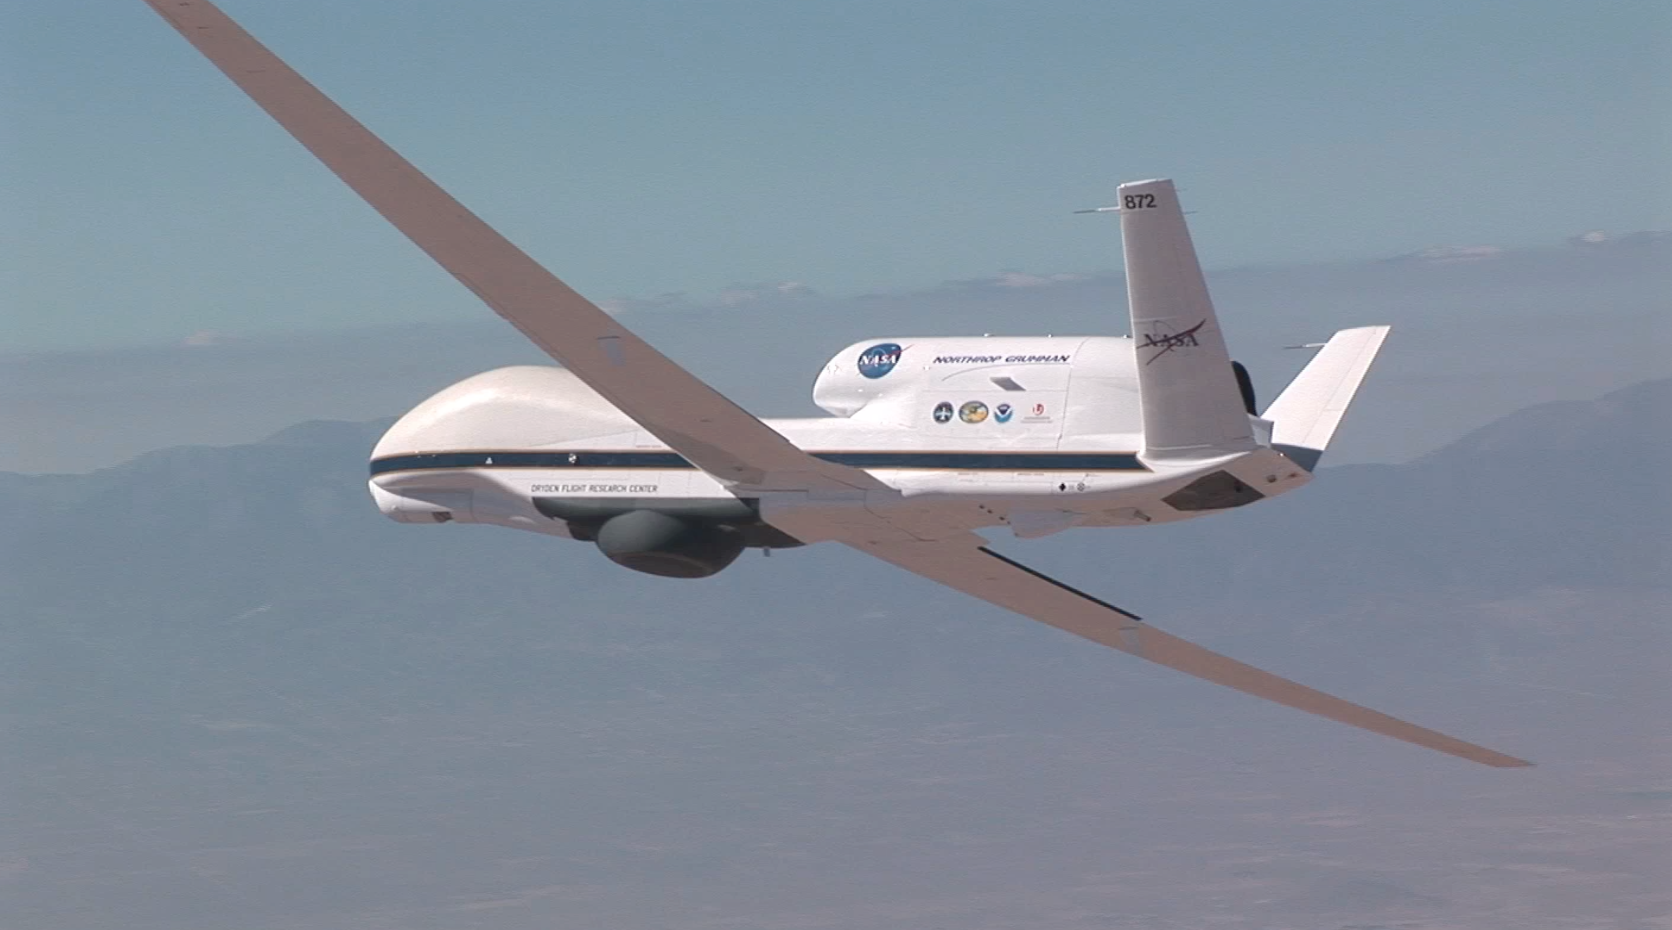 872
NASA
NASA
NORTHROP GRUMMAN
DRYDEN FLIGHT RESEARCH CENTER